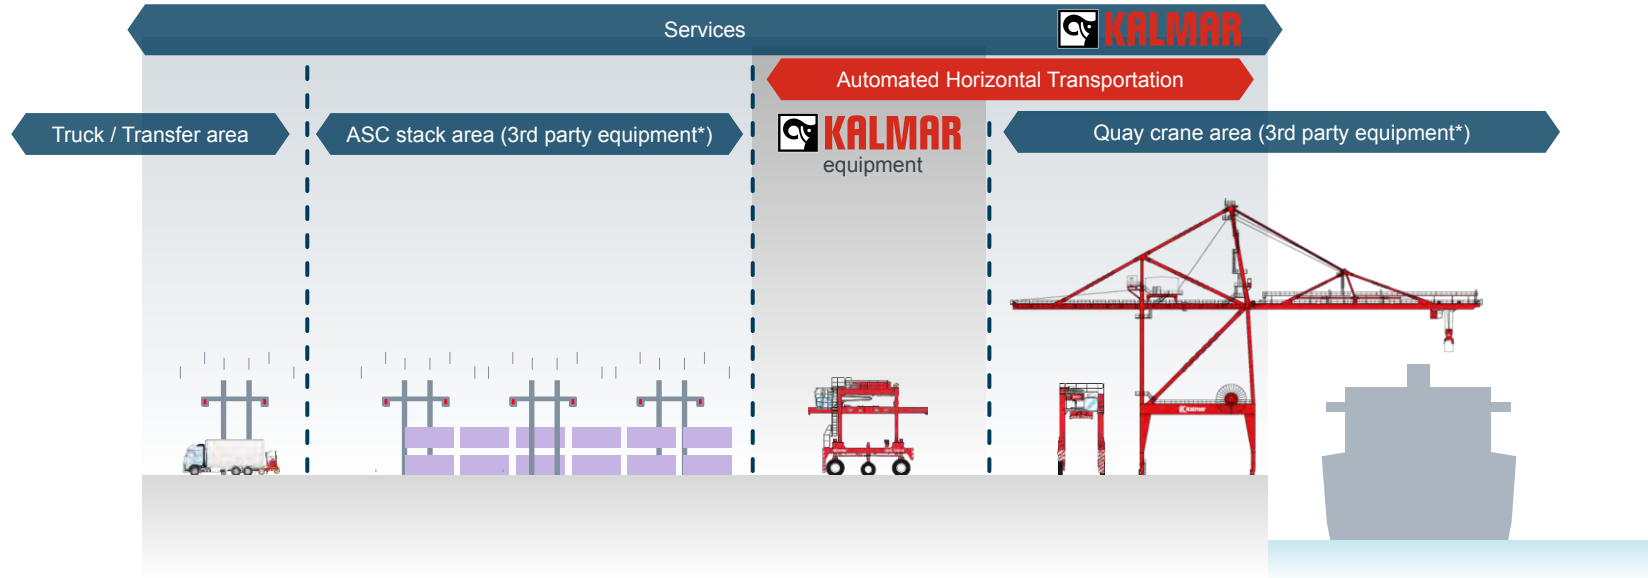 Services
KALMAR
Automated Horizontal Transportation
Truck / Transfer area
ASC stack area (3rd party equipment*)
KALMAR
equipment
Quay crane area (3rd party equipment*)
Kalmar